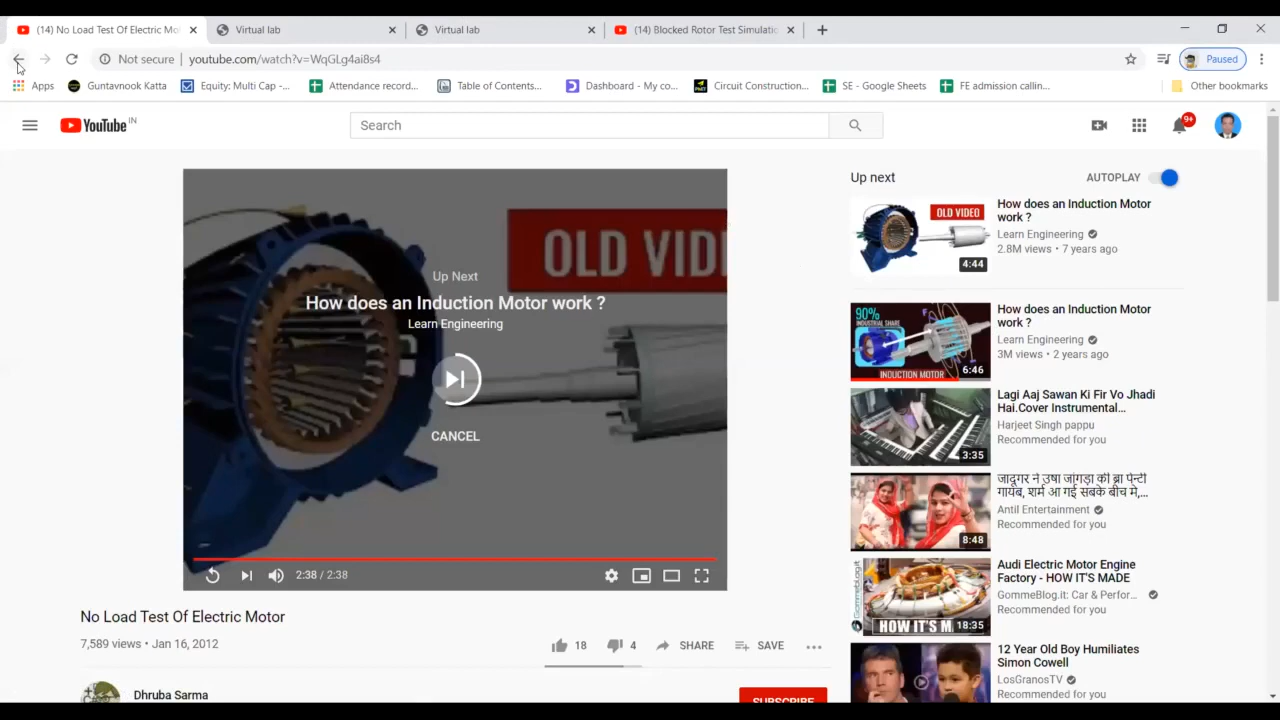 (14) No Load Test Of Electric Mo
Virtual lab
Virtual lab
(14) Blocked Rotor Test Simulatio
Not secure
youtube.com/watch?v=WqGLg4ai8s4
Paused
Apps
Guntavnook Katta
Equity: Multi Cap -...
Attendance record...
Table of Contents...
Dashboard - My co...
Circuit Construction...
SE - Google Sheets
FE admission callin...
Other bookmarks
YouTube IN
Search
9+
OLD VIDE
Up Next
How does an Induction Motor work ?
Learn Engineering
CANCEL
2:38 / 2:38
No Load Test Of Electric Motor
7,589 views • Jan 16, 2012
18
4
SHARE
SAVE
Dhruba Sarma
SUBSCRIBE
Up next
AUTOPLAY
OLD VIDEO
4:44
How does an Induction Motor
work ?
Learn Engineering
2.8M views • 7 years ago
90%
INDUSTRIAL SHARE
INDUCTION MOTOR
6:46
How does an Induction Motor
work ?
Learn Engineering
3M views • 2 years ago
3:35
Lagi Aaj Sawan Ki Fir Vo Jhadi
Hai.Cover Instrumental...
Harjeet Singh pappu
Recommended for you
8:48
जादूगर ने उषा जांगड़ा की ब्रा पेन्टी
गायब, शर्म आ गई सबके बीच मे,...
Antil Entertainment
Recommended for you
GommeBlog.it
HOW IT'S M
18:35
Audi Electric Motor Engine
Factory - HOW IT'S MADE
GommeBlog.it: Car & Perfor...
Recommended for you
12 Year Old Boy Humiliates
Simon Cowell
LosGranosTV
Recommended for you